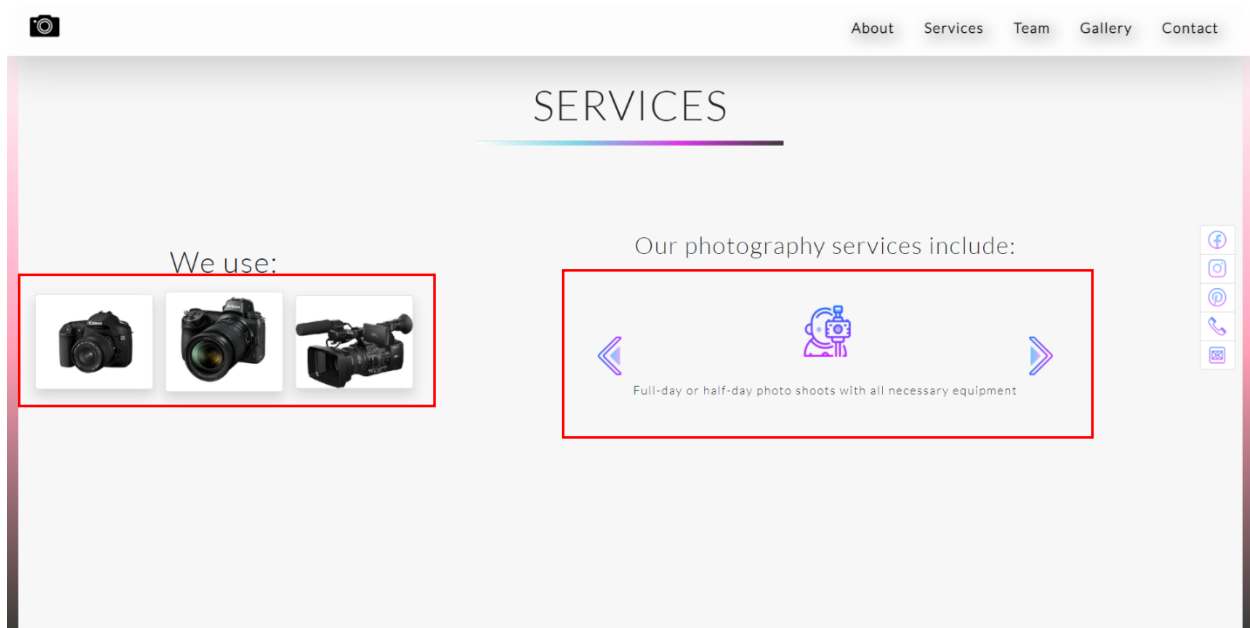 About Services Team Gallery Contact
SERVICES
We use:
Our photography services include:
Full-day or half-day photo shoots with all necessary equipment